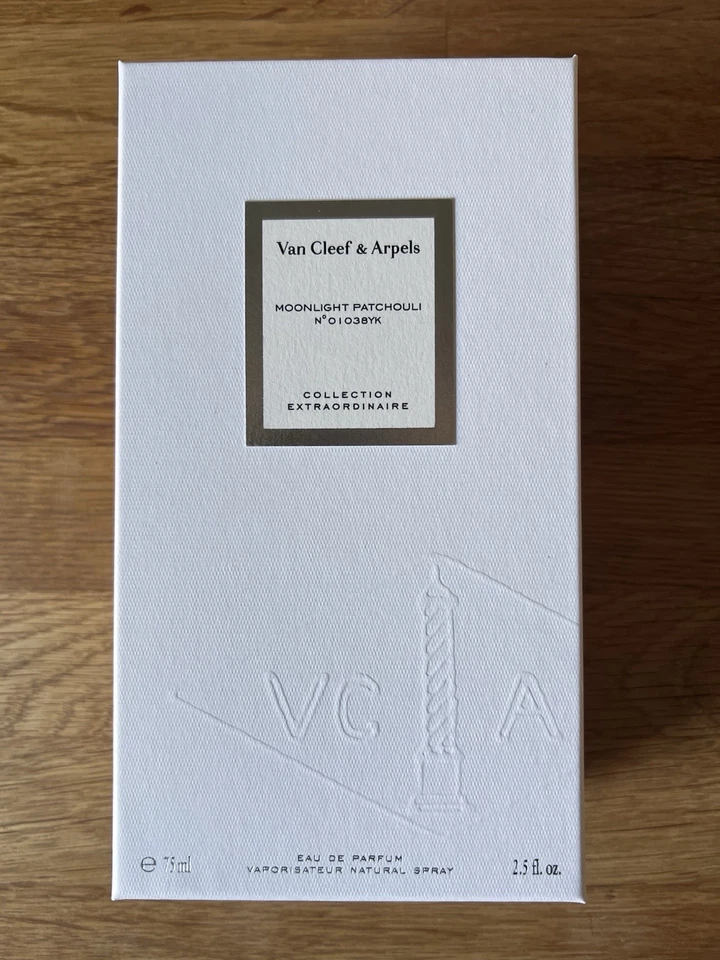 Van Cleef & Arpels
MOONLIGHT PATCHOULI
N°01038YK
COLLECTION
EXTRAORDINAIRE
VC A
℮ 75 ml
EAU DE PARFUM
VAPORISATEUR NATURAL SPRAY
2.5 fl. oz.